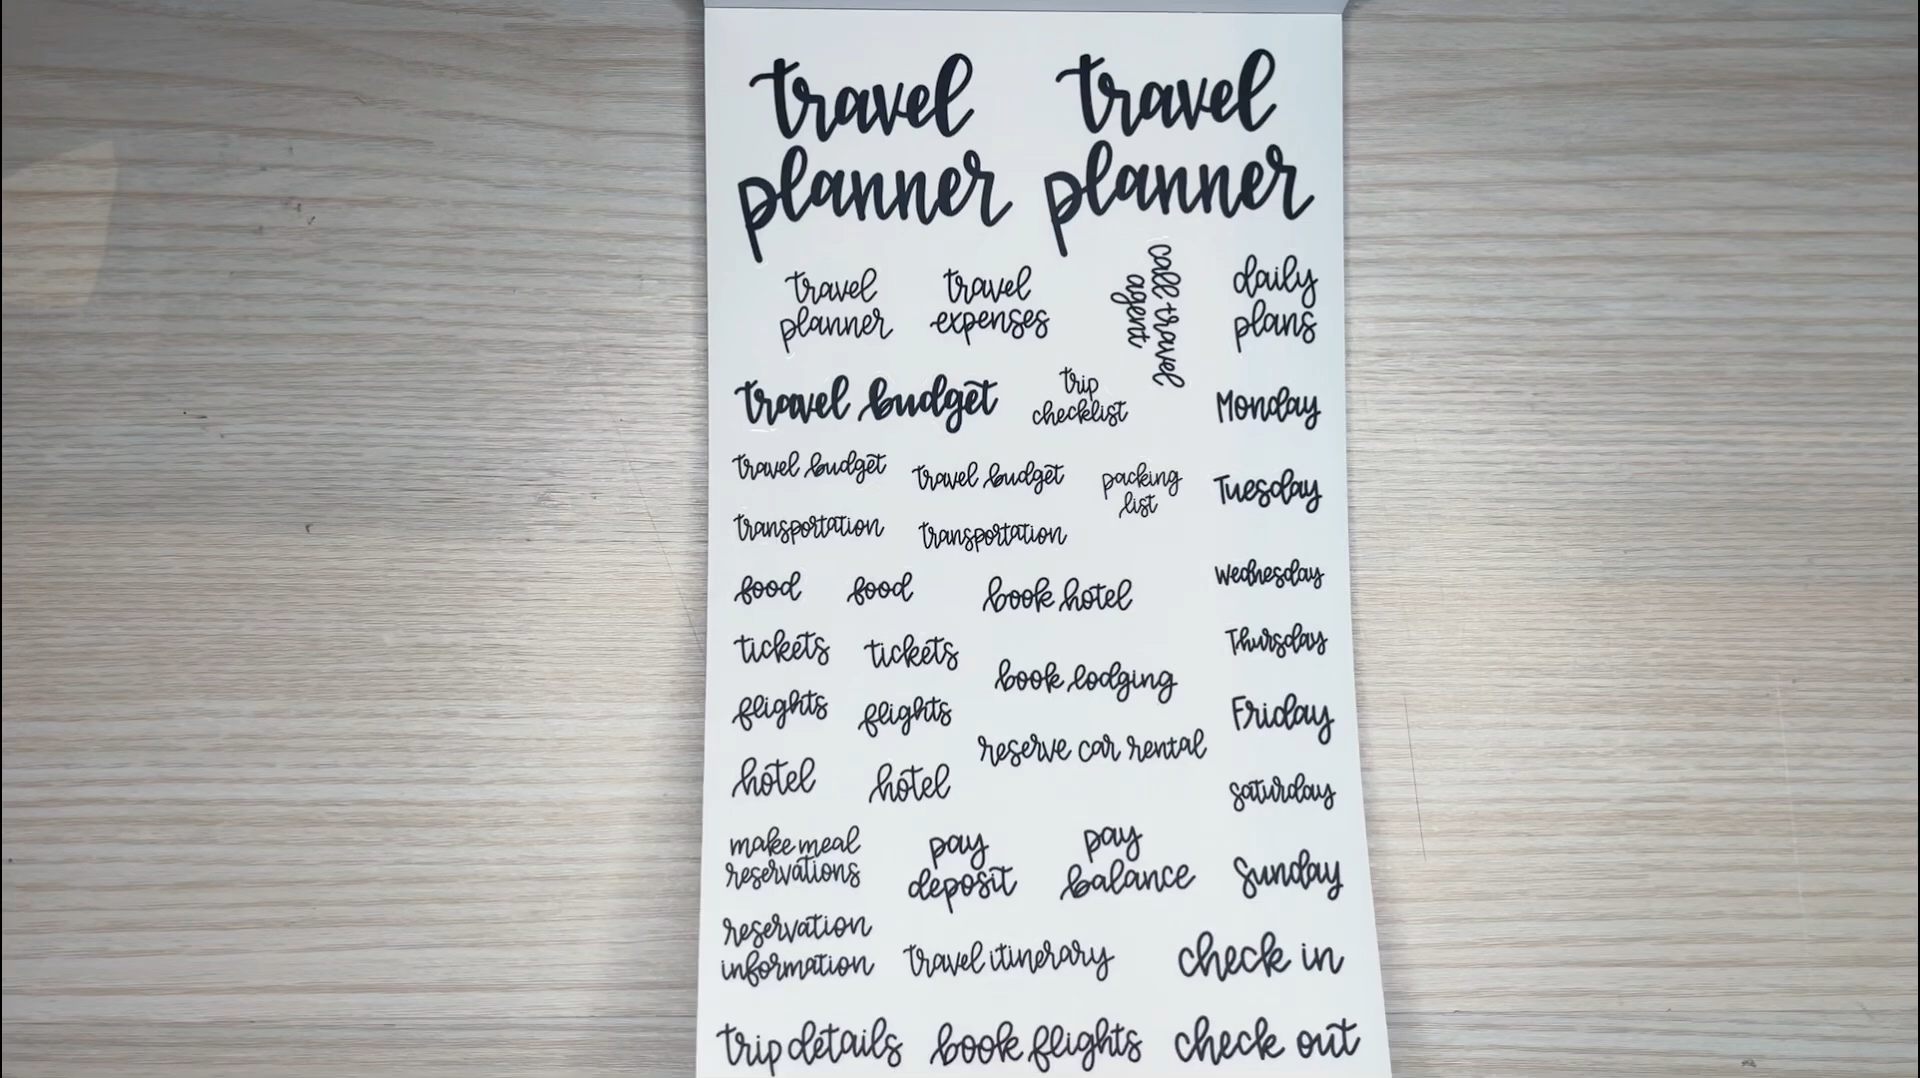 travel
planner
travel
planner
travel
planner
travel
expenses
call travel
agent
daily
plans
travel budget
trip
checklist
Monday
travel budget
travel budget
packing
list
Tuesday
transportation
transportation
food
food
book hotel
Wednesday
tickets
tickets
book lodging
Thursday
flights
flights
reserve car rental
Friday
hotel
hotel
Saturday
make meal
reservations
pay
deposit
pay
balance
Sunday
reservation
information
travel itinerary
check in
trip details
book flights
check out